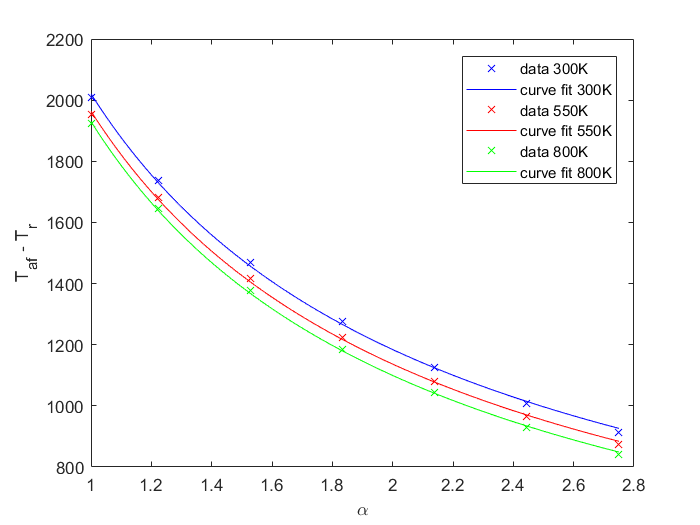 2200
2000
1800
1600
1400
1200
1000
800
T_af - T_r
data 300K
curve fit 300K
data 550K
curve fit 550K
data 800K
curve fit 800K
1 1.2 1.4 1.6 1.8 2 2.2 2.4 2.6 2.8
α